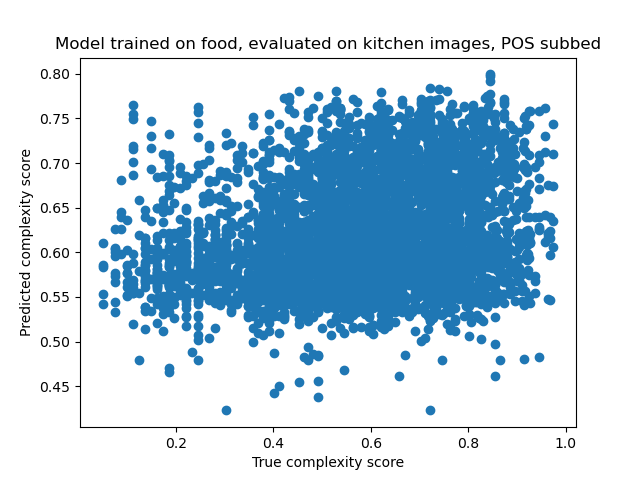 Model trained on food, evaluated on kitchen images, POS subbed
0.80
0.75
0.70
0.65
0.60
0.55
0.50
0.45
Predicted complexity score
0.2 0.4 0.6 0.8 1.0
True complexity score